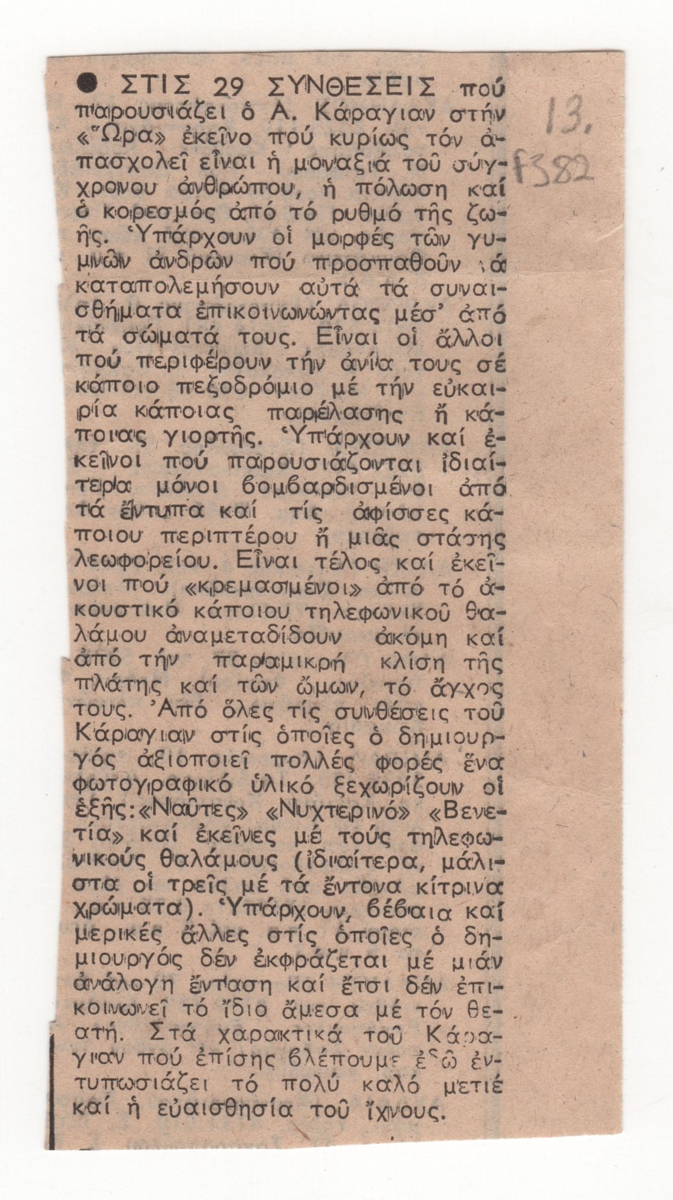 ● ΣΤΙΣ 29 ΣΥΝΘΕΣΕΙΣ πού
παρουσιάζει ὁ Α. Κάραγιαν στήν
«Ὥρα» ἐκεῖνο πού κυρίως τόν ἀ-
πασχολεῖ εἶναι ἡ μοναξιά τοῦ σύγ-
χρονου ἀνθρώπου, ἡ πόλωση καί
ὁ κορεσμός ἀπό τό ρυθμό τῆς ζω-
ῆς. Ὑπάρχουν οἱ μορφές τῶν γυ-
μνῶν ἀνδρῶν πού προσπαθοῦν νά
καταπολεμήσουν αὐτά τά συναι-
σθήματα ἐπικοινωνώντας μέσ' ἀπό
τά σώματά τους. Εἶναι οἱ ἄλλοι
πού περιφέρουν τήν ἀνία τους σέ
κάποιο πεζοδρόμιο μέ τήν εὐκαι-
ρία κάποιας παρέλασης ἤ κά-
ποιας γιορτῆς. Ὑπάρχουν καί ἐ-
κεῖνοι πού παρουσιάζονται ἰδιαί-
τερα μόνοι βομβαρδισμένοι ἀπό
τά ἔντυπα καί τίς ἀφίσσες κά-
ποιου περιπτέρου ἤ μιᾶς στάσης
λεωφορείου. Εἶναι τέλος καί ἐκεῖ-
νοι πού «κρεμασμένοι» ἀπό τό ἀ-
κουστικό κάποιου τηλεφωνικοῦ θα-
λάμου ἀναμεταδίδουν ἀκόμη καί
ἀπό τήν παραμικρή κλίση τῆς
πλάτης καί τῶν ὤμων, τό ἄγχος
τους. Ἀπό ὅλες τίς συνθέσεις τοῦ
Κάραγιαν στίς ὁποῖες ὁ δημιουρ-
γός ἀξιοποιεῖ πολλές φορές ἕνα
φωτογραφικό ὑλικό ξεχωρίζουν οἱ
ἑξῆς: «Ναῦτες» «Νυχτερινό» «Βενε-
τία» καί ἐκεῖνες μέ τούς τηλεφω-
νικούς θαλάμους (ἰδιαίτερα, μάλι-
στα οἱ τρεῖς μέ τά ἔντονα κίτρινα
χρώματα). Ὑπάρχουν, βέβαια καί
μερικές ἄλλες στίς ὁποῖες ὁ δη-
μιουργός δέν ἐκφράζεται μέ μιάν
ἀνάλογη ἔνταση καί ἔτσι δέν ἐπι-
κοινωνεῖ τό ἴδιο ἄμεσα μέ τόν θε-
ατή. Στά χαρακτικά τοῦ Κάρα-
γιαν πού ἐπίσης βλέπουμε ἐδῶ ἐν-
τυπωσιάζει τό πολύ καλό μετιέ
καί ἡ εὐαισθησία τοῦ ἴχνους.
13.
f382